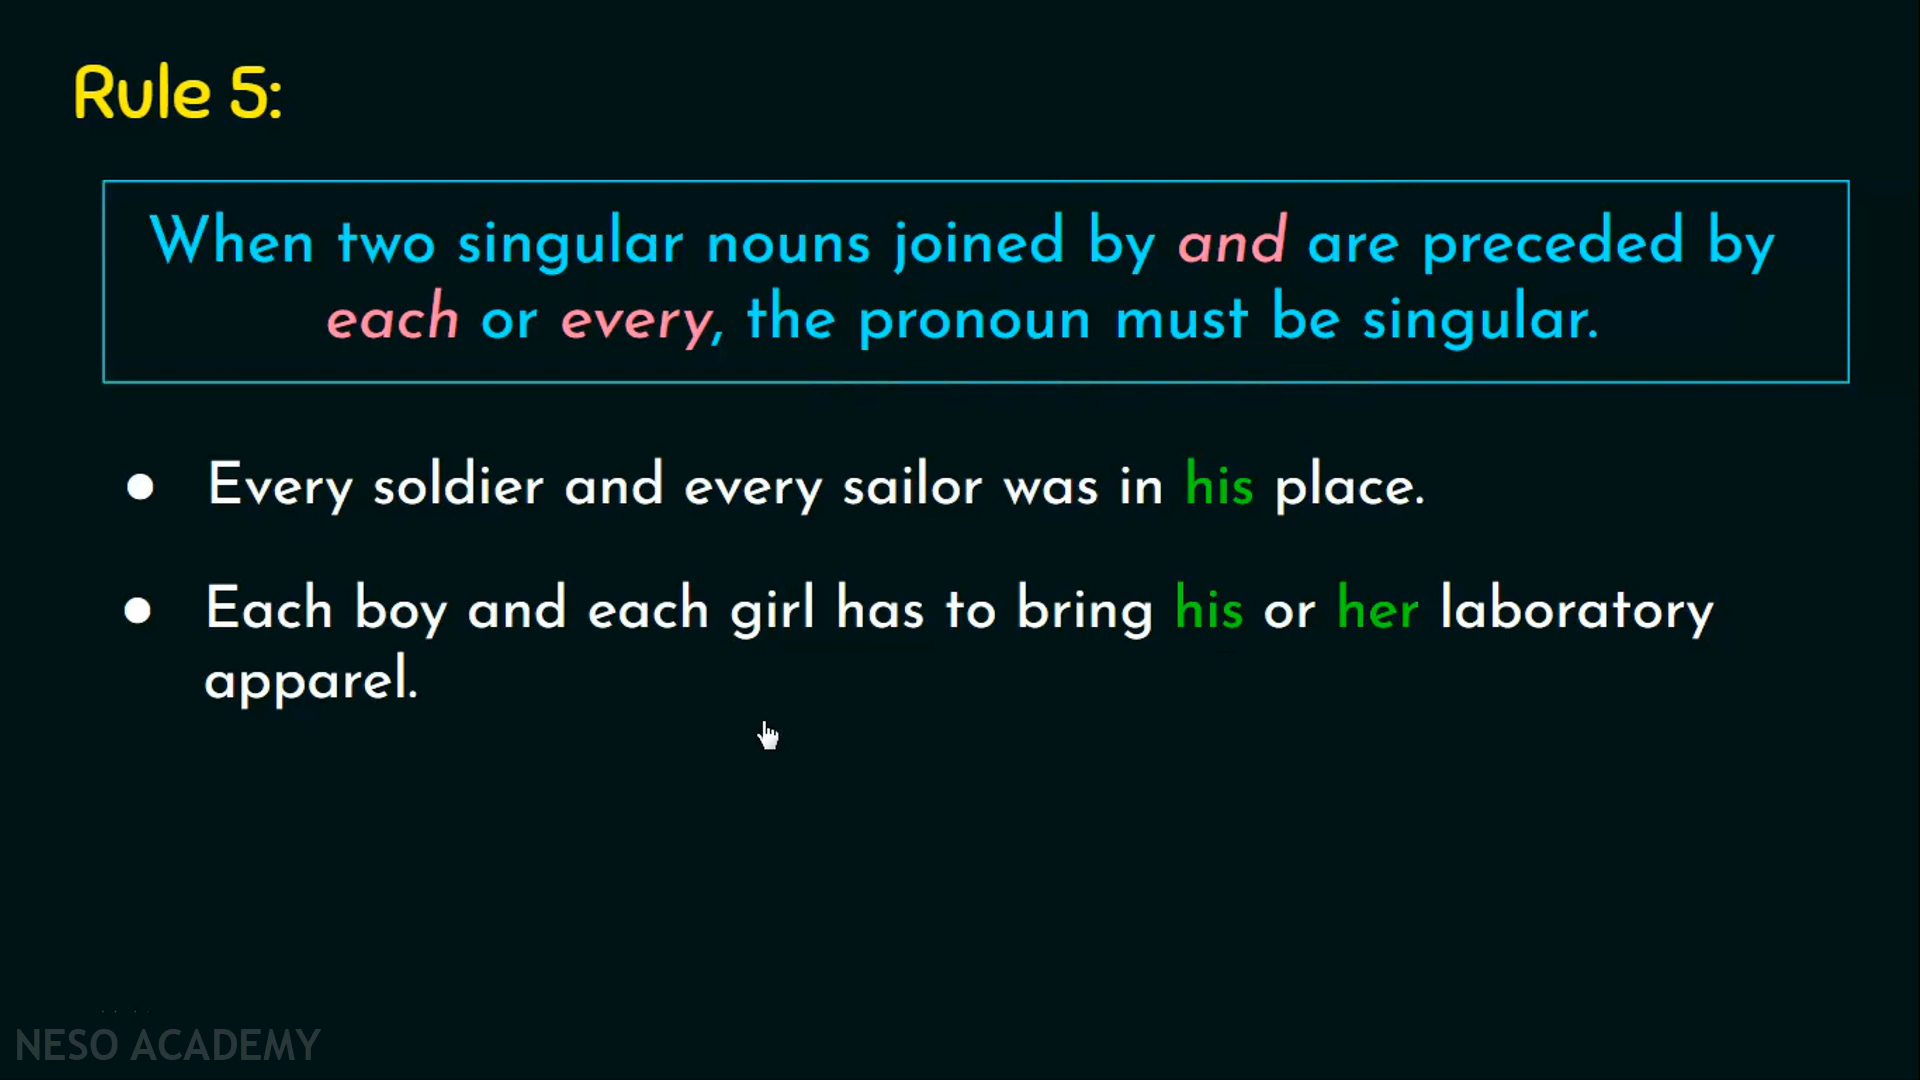 Rule 5:
When two singular nouns joined by and are preceded by
each or every, the pronoun must be singular.
● Every soldier and every sailor was in his place.
● Each boy and each girl has to bring his or her laboratory
apparel.
NESO ACADEMY